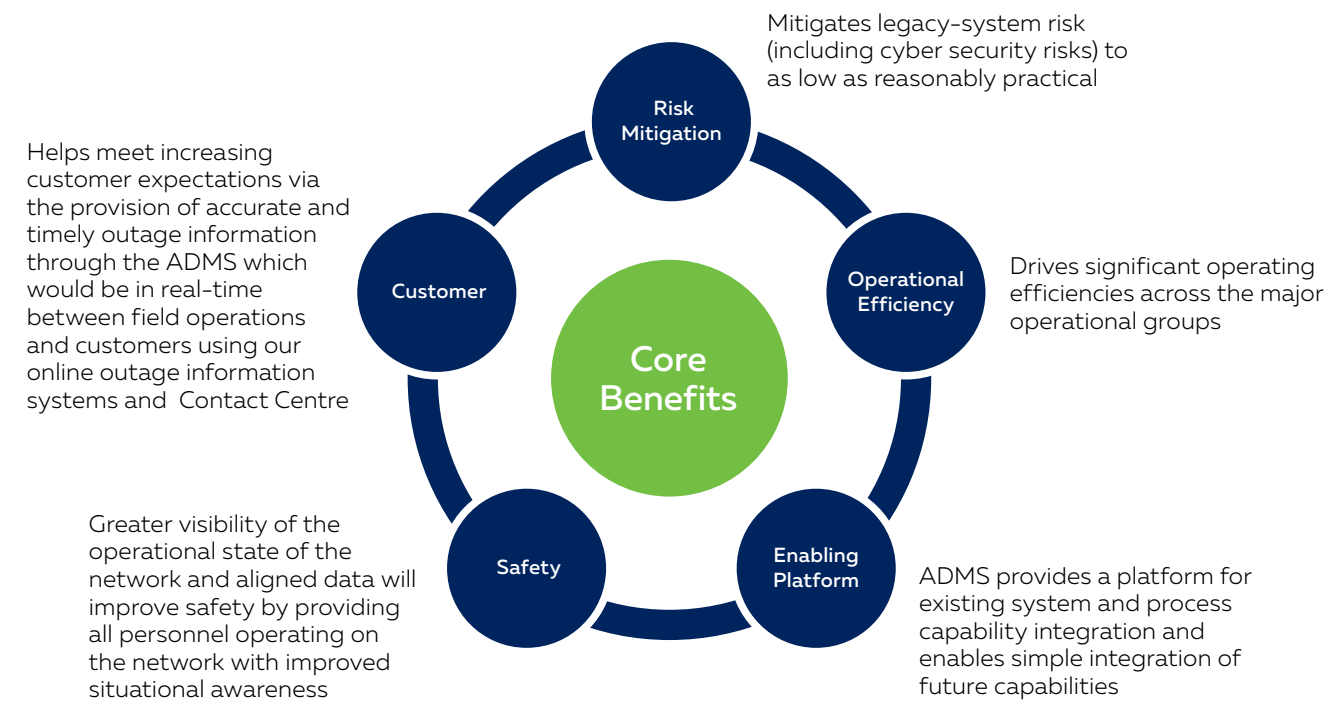 Mitigates legacy-system risk
(including cyber security risks) to
as low as reasonably practical
Risk
Mitigation
Helps meet increasing
customer expectations via
the provision of accurate and
timely outage information
through the ADMS which
would be in real-time
between field operations
and customers using our
online outage information
systems and  Contact Centre
Customer
Operational
Efficiency
Drives significant operating
efficiencies across the major
operational groups
Core
Benefits
Greater visibility of the
operational state of the
network and aligned data will
improve safety by providing
all personnel operating on
the network with improved
situational awareness
Safety
Enabling
Platform
ADMS provides a platform for
existing system and process
capability integration and
enables simple integration of
future capabilities